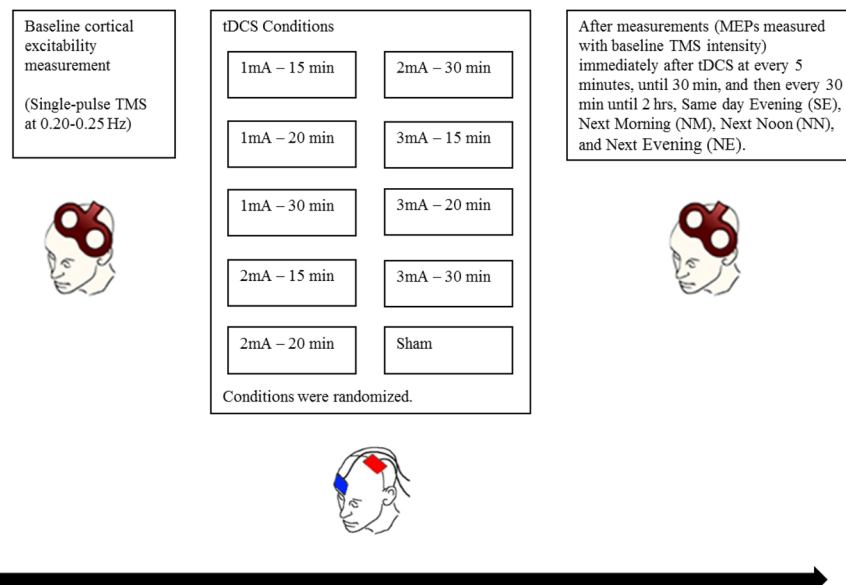 Baseline cortical
excitability
measurement
(Single-pulse TMS
at 0.20-0.25 Hz)
tDCS Conditions
1mA – 15 min
2mA – 30 min
1mA – 20 min
3mA – 15 min
1mA – 30 min
3mA – 20 min
2mA – 15 min
3mA – 30 min
2mA – 20 min
Sham
Conditions were randomized.
After measurements (MEPs measured
with baseline TMS intensity)
immediately after tDCS at every 5
minutes, until 30 min, and then every 30
min until 2 hrs, Same day Evening (SE),
Next Morning (NM), Next Noon (NN),
and Next Evening (NE).